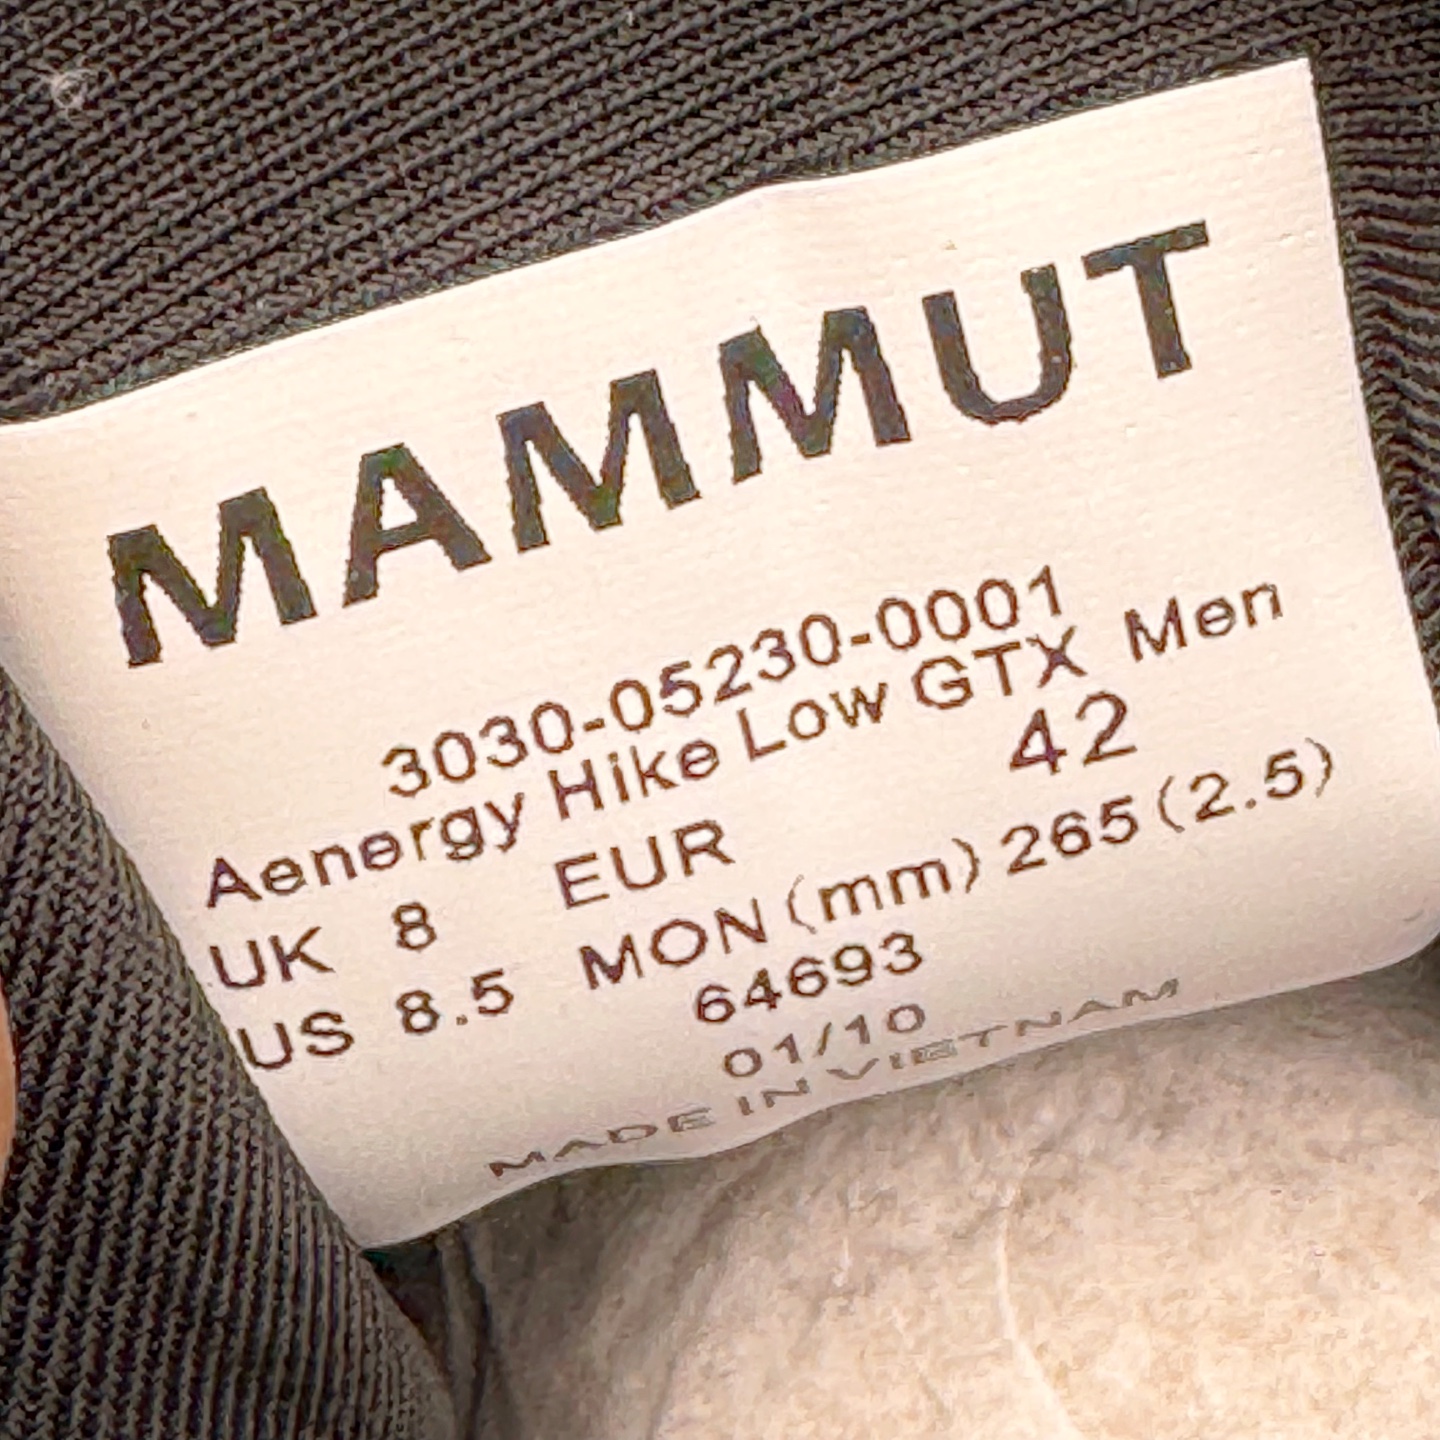 MAMMUT
3030-05230-0001
Aenergy Hike Low GTX Men
UK 8 EUR 42
US 8.5 MON(mm) 265(2.5)
64693
01/10
MADE IN VIETNAM